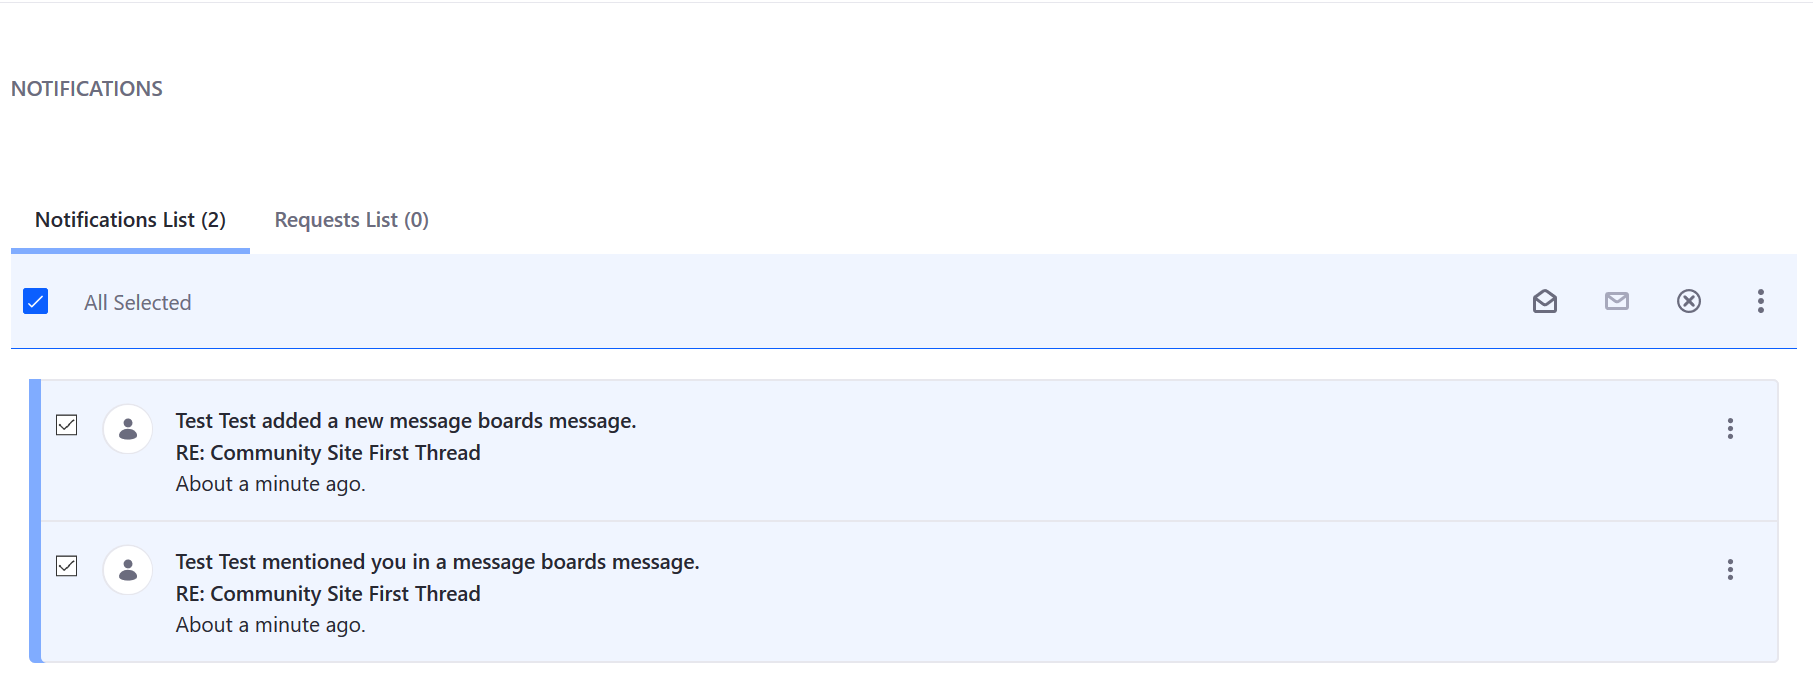 NOTIFICATIONS
Notifications List (2)
Requests List (0)
All Selected
Test Test added a new message boards message.
RE: Community Site First Thread
About a minute ago.
Test Test mentioned you in a message boards message.
RE: Community Site First Thread
About a minute ago.